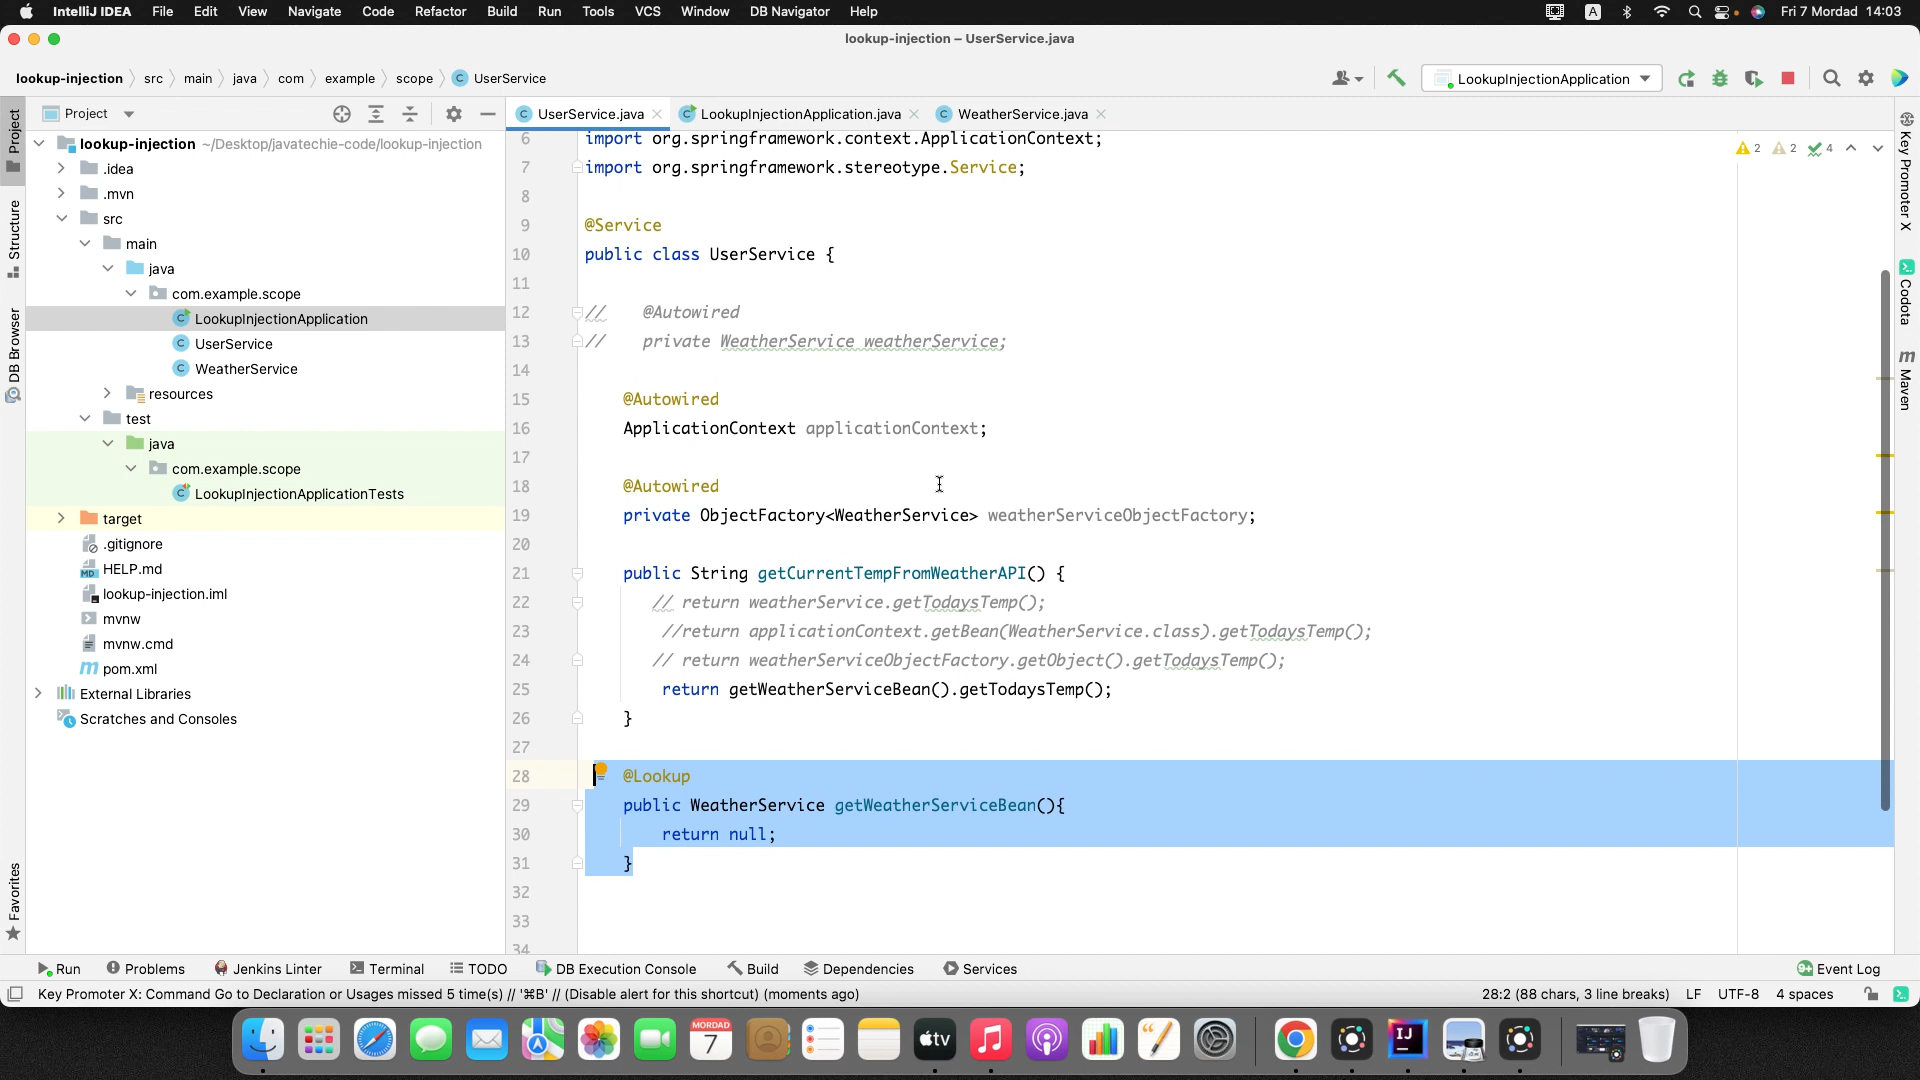 IntelliJ IDEA File Edit View Navigate Code Refactor Build Run Tools VCS Window DB Navigator Help A Fri 7 Mordad 14:03
lookup-injection – UserService.java
lookup-injection src main java com example scope UserService LookupInjectionApplication
Project
UserService.java LookupInjectionApplication.java WeatherService.java
Project
Structure
DB Browser
Favorites
lookup-injection ~/Desktop/javatechie-code/lookup-injection
.idea
.mvn
src
main
java
com.example.scope
LookupInjectionApplication
UserService
WeatherService
resources
test
java
com.example.scope
LookupInjectionApplicationTests
target
.gitignore
HELP.md
lookup-injection.iml
mvnw
mvnw.cmd
pom.xml
External Libraries
Scratches and Consoles
2 2 4
6 import org.springframework.context.ApplicationContext;
7 import org.springframework.stereotype.Service;
8
9 @Service
10 public class UserService {
11
12 // @Autowired
13 // private WeatherService weatherService;
14
15 @Autowired
16 ApplicationContext applicationContext;
17
18 @Autowired
19 private ObjectFactory<WeatherService> weatherServiceObjectFactory;
20
21 public String getCurrentTempFromWeatherAPI() {
22 // return weatherService.getTodaysTemp();
23 //return applicationContext.getBean(WeatherService.class).getTodaysTemp();
24 // return weatherServiceObjectFactory.getObject().getTodaysTemp();
25 return getWeatherServiceBean().getTodaysTemp();
26 }
27
28 @Lookup
29 public WeatherService getWeatherServiceBean(){
30 return null;
31 }
32
33
34
Key Promoter X
Codota
Maven
Run Problems Jenkins Linter Terminal TODO DB Execution Console Build Dependencies Services Event Log
Key Promoter X: Command Go to Declaration or Usages missed 5 time(s) // '⌘B' // (Disable alert for this shortcut) (moments ago) 28:2 (88 chars, 3 line breaks) LF UTF-8 4 spaces
MORDAD
7
tv
IJ